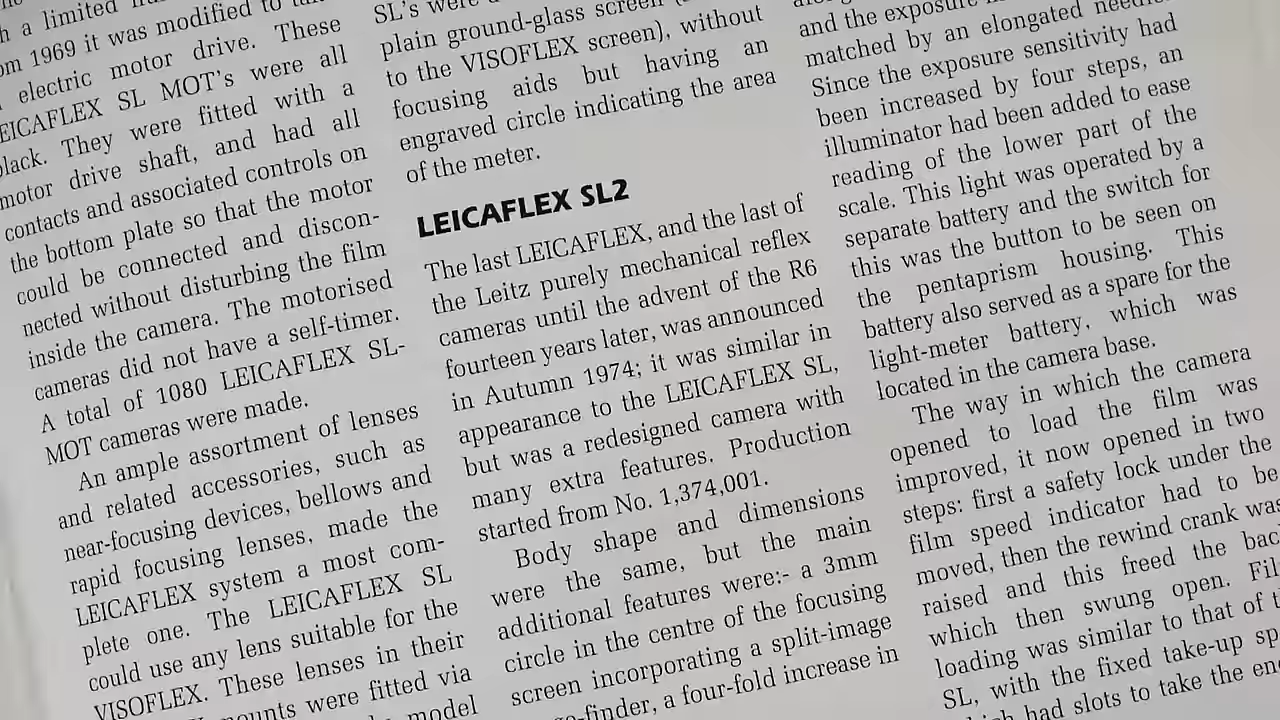 a limited
1969 it was modified to
electric motor drive. These
LEICAFLEX SL MOT's were all
black. They were fitted with a
motor drive shaft, and had all
contacts and associated controls on
the bottom plate so that the motor
could be connected and discon-
nected without disturbing the film
inside the camera. The motorised
cameras did not have a self-timer.
A total of 1080 LEICAFLEX SL-
MOT cameras were made.
An ample assortment of lenses
and related accessories, such as
near-focusing devices, bellows and
rapid focusing lenses, made the
LEICAFLEX system a most com-
plete one. The LEICAFLEX SL
could use any lens suitable for the
VISOFLEX. These lenses in their
mounts were fitted via
model
SL's were
plain ground-glass screen
to the VISOFLEX screen), without
focusing aids but having an
engraved circle indicating the area
of the meter.
LEICAFLEX SL2
The last LEICAFLEX, and the last of
the Leitz purely mechanical reflex
cameras until the advent of the R6
fourteen years later, was announced
in Autumn 1974; it was similar in
appearance to the LEICAFLEX SL,
but was a redesigned camera with
many extra features. Production
started from No. 1,374,001.
Body shape and dimensions
were the same, but the main
additional features were:- a 3mm
circle in the centre of the focusing
screen incorporating a split-image
-finder, a four-fold increase in
and the exposure
matched by an elongated needle
Since the exposure sensitivity had
been increased by four steps, an
illuminator had been added to ease
reading of the lower part of the
scale. This light was operated by a
separate battery and the switch for
this was the button to be seen on
the pentaprism housing. This
battery also served as a spare for the
light-meter battery, which was
located in the camera base.
The way in which the camera
opened to load the film was
improved, it now opened in two
steps: first a safety lock under the
film speed indicator had to be
moved, then the rewind crank was
raised and this freed the back
which then swung open. Film
loading was similar to that of
SL, with the fixed take-up
had slots to take the end